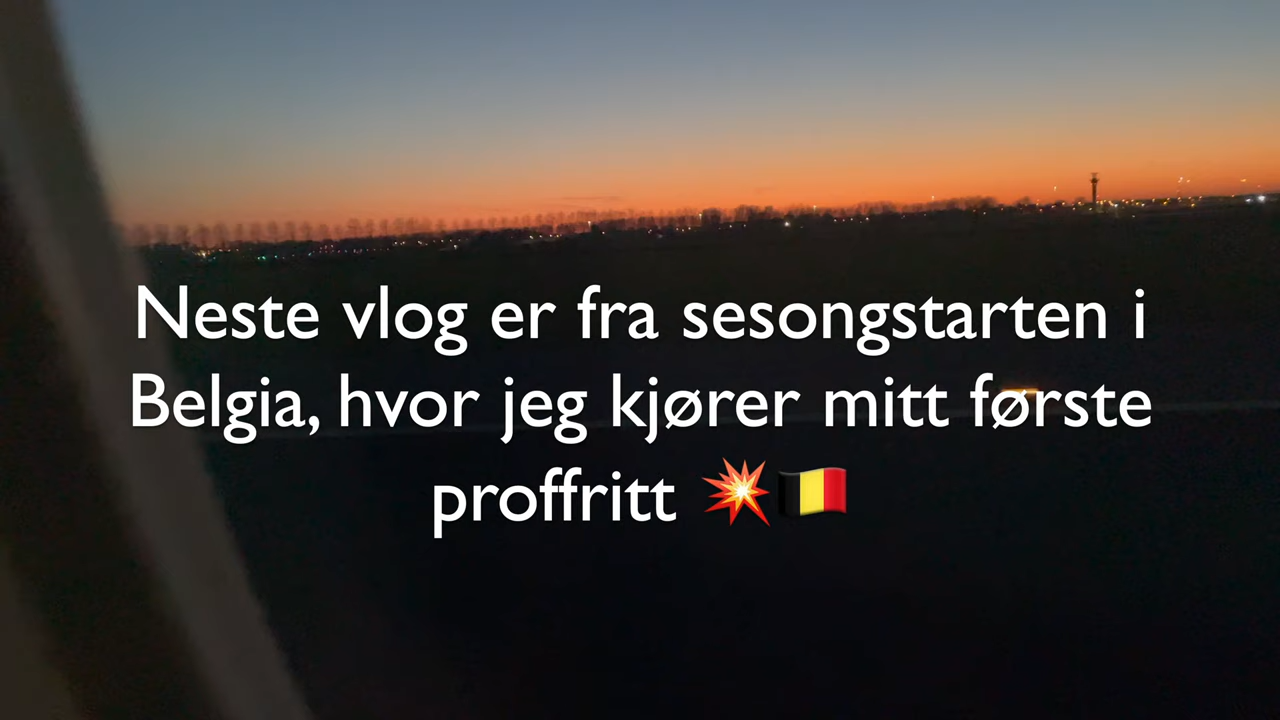 Neste vlog er fra sesongstarten i
Belgia, hvor jeg kjører mitt første
proffritt 💥🇧🇪